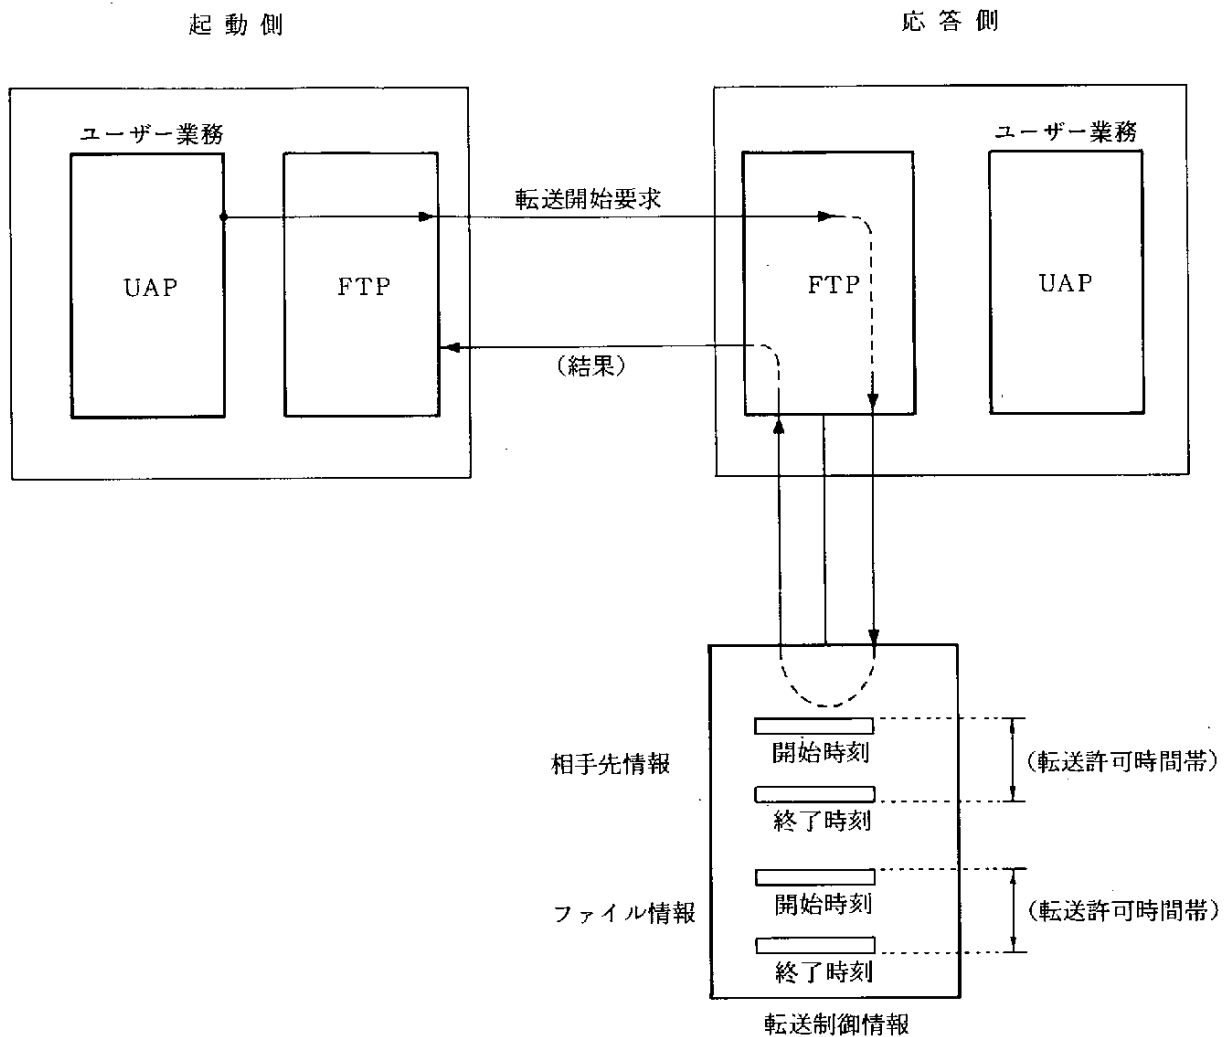 起動側
応答側
ユーザー業務
ユーザー業務
転送開始要求
UAP
FTP
FTP
UAP
(結果)
相手先情報
開始時刻
(転送許可時間帯)
終了時刻
ファイル情報
開始時刻
(転送許可時間帯)
終了時刻
転送制御情報